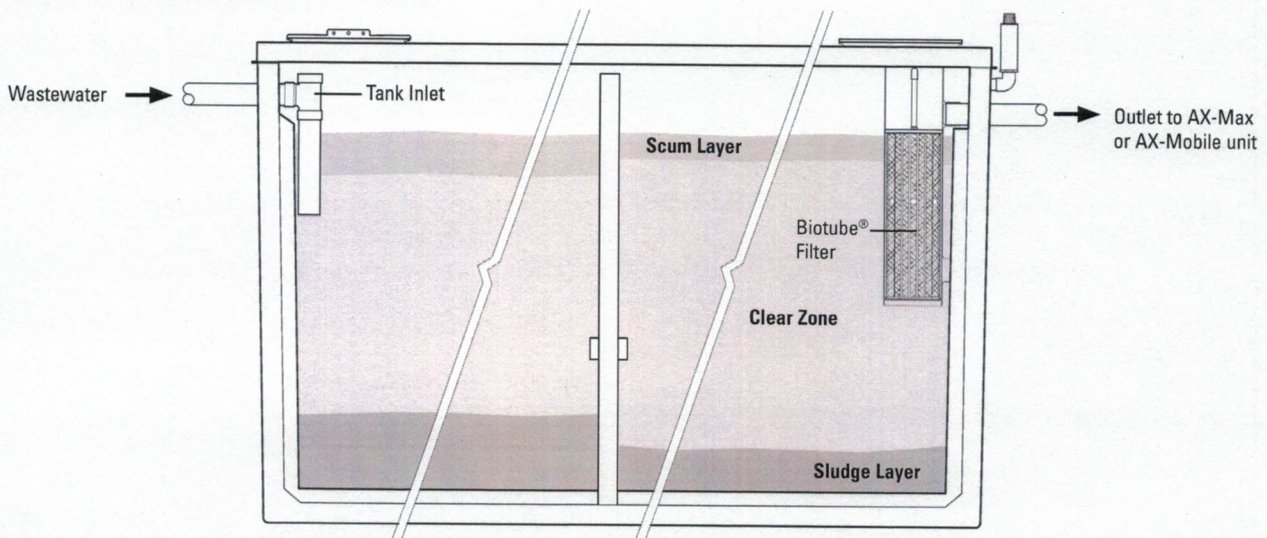 Wastewater
Tank Inlet
Scum Layer
Outlet to AX-Max
or AX-Mobile unit
Biotube®
Filter
Clear Zone
Sludge Layer